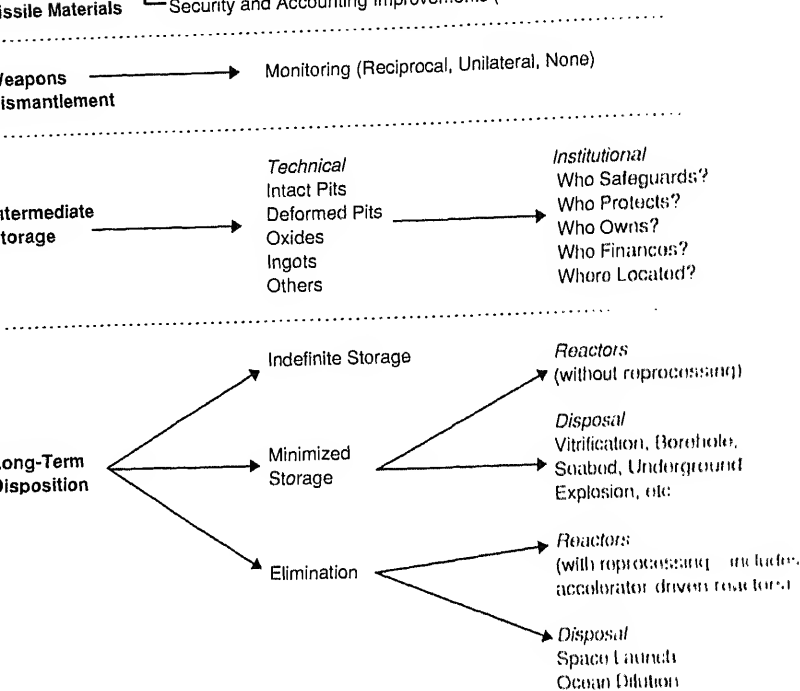 issile Materials
Security and Accounting Improvements (
eapons
ismantlement
Monitoring (Reciprocal, Unilateral, None)
ntermediate
torage
Technical
Intact Pits
Deformed Pits
Oxides
Ingots
Others
Institutional
Who Safeguards?
Who Protects?
Who Owns?
Who Finances?
Where Located?
ong-Term
isposition
Indefinite Storage
Minimized
Storage
Elimination
Reactors
(without reprocessing)
Disposal
Vitrification, Borehole,
Seabed, Underground
Explosion, etc
Reactors
(with reprocessing include
accelerator driven reactors)
Disposal
Space Launch
Ocean Dilution